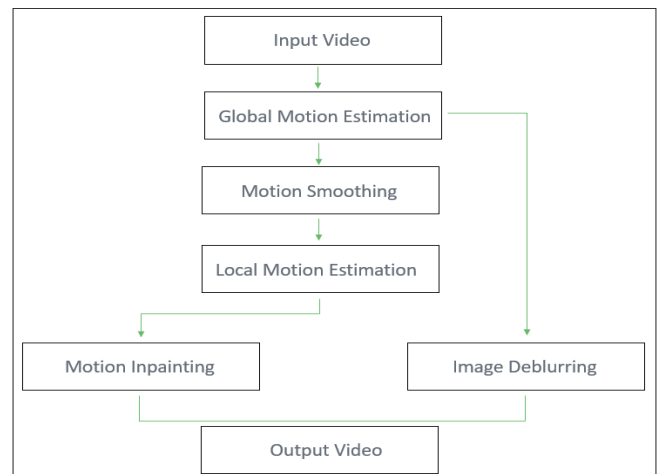 Input Video
Global Motion Estimation
Motion Smoothing
Local Motion Estimation
Motion Inpainting
Image Deblurring
Output Video